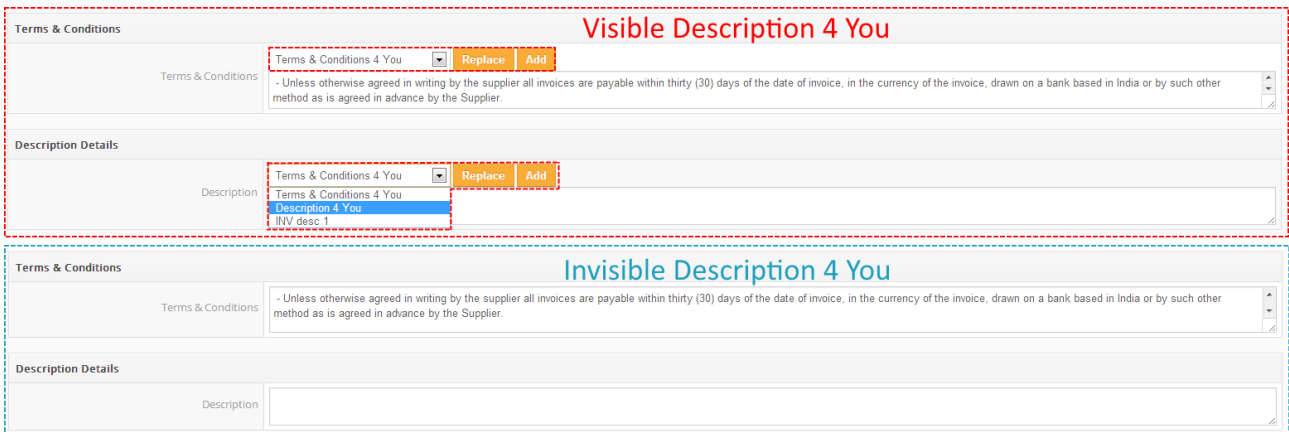 Visible Description 4 You
Terms & Conditions
Terms & Conditions 4 You Replace Add
Terms & Conditions
- Unless otherwise agreed in writing by the supplier all invoices are payable within thirty (30) days of the date of invoice, in the currency of the invoice, drawn on a bank based in India or by such other
method as is agreed in advance by the Supplier.
Description Details
Terms & Conditions 4 You Replace Add
Description
Terms & Conditions 4 You
Description 4 You
INV desc 1
Invisible Description 4 You
Terms & Conditions
Terms & Conditions
- Unless otherwise agreed in writing by the supplier all invoices are payable within thirty (30) days of the date of invoice, in the currency of the invoice, drawn on a bank based in India or by such other
method as is agreed in advance by the Supplier.
Description Details
Description